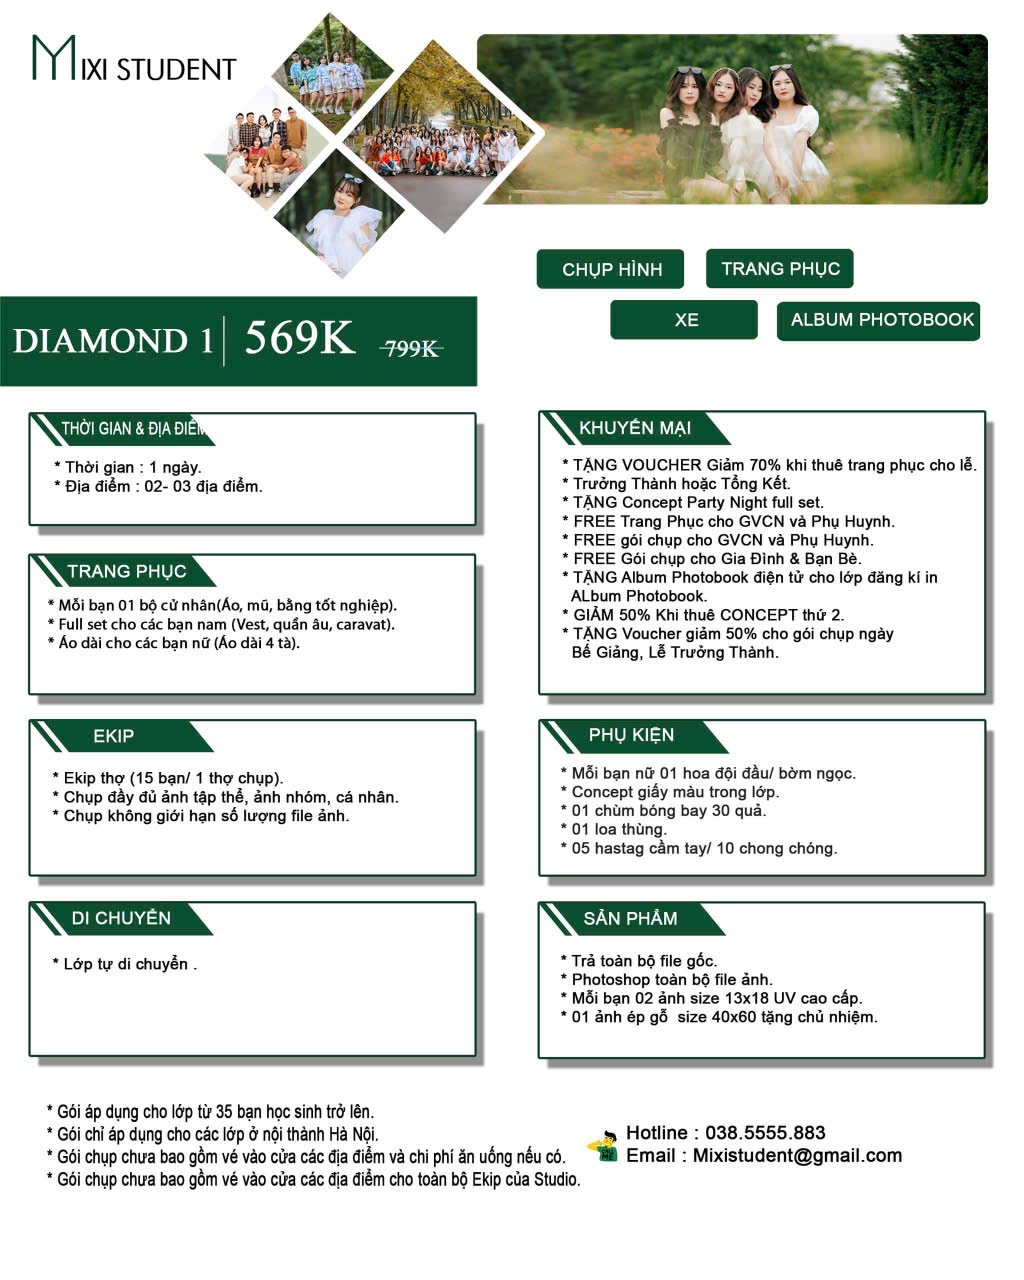 MIXI STUDENT
CHỤP HÌNH
TRANG PHỤC
XE
ALBUM PHOTOBOOK
DIAMOND 1 569K 799K
THỜI GIAN & ĐỊA ĐIỂM
* Thời gian : 1 ngày.
* Địa điểm : 02- 03 địa điểm.
TRANG PHỤC
* Mỗi bạn 01 bộ cử nhân(Áo, mũ, bằng tốt nghiệp).
* Full set cho các bạn nam (Vest, quần âu, caravat).
* Áo dài cho các bạn nữ (Áo dài 4 tà).
EKIP
* Ekip thợ (15 bạn/ 1 thợ chụp).
* Chụp đầy đủ ảnh tập thể, ảnh nhóm, cá nhân.
* Chụp không giới hạn số lượng file ảnh.
DI CHUYỂN
* Lớp tự di chuyển .
KHUYẾN MẠI
* TẶNG VOUCHER Giảm 70% khi thuê trang phục cho lễ.
* Trưởng Thành hoặc Tổng Kết.
* TẶNG Concept Party Night full set.
* FREE Trang Phục cho GVCN và Phụ Huynh.
* FREE gói chụp cho GVCN và Phụ Huynh.
* FREE Gói chụp cho Gia Đình & Bạn Bè.
* TẶNG Album Photobook điện tử cho lớp đăng kí in
ALbum Photobook.
* GIẢM 50% Khi thuê CONCEPT thứ 2.
* TẶNG Voucher giảm 50% cho gói chụp ngày
Bế Giảng, Lễ Trưởng Thành.
PHỤ KIỆN
* Mỗi bạn nữ 01 hoa đội đầu/ bờm ngọc.
* Concept giấy màu trong lớp.
* 01 chùm bóng bay 30 quả.
* 01 loa thùng.
* 05 hastag cầm tay/ 10 chong chóng.
SẢN PHẨM
* Trả toàn bộ file gốc.
* Photoshop toàn bộ file ảnh.
* Mỗi bạn 02 ảnh size 13x18 UV cao cấp.
* 01 ảnh ép gỗ size 40x60 tặng chủ nhiệm.
* Gói áp dụng cho lớp từ 35 bạn học sinh trở lên.
* Gói chỉ áp dụng cho các lớp ở nội thành Hà Nội.
* Gói chụp chưa bao gồm vé vào cửa các địa điểm và chi phí ăn uống nếu có.
* Gói chụp chưa bao gồm vé vào cửa các địa điểm cho toàn bộ Ekip của Studio.
Hotline : 038.5555.883
Email : Mixistudent@gmail.com